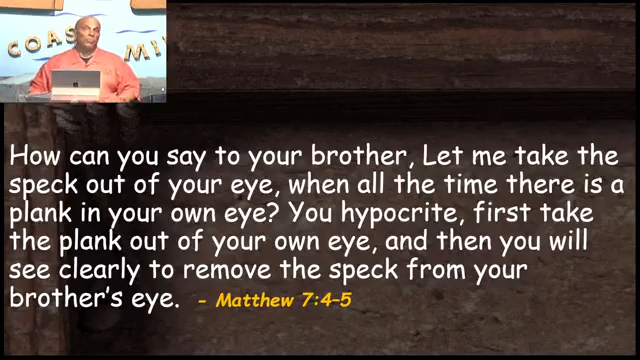 COAS
MI
How can you say to your brother, Let me take the
speck out of your eye, when all the time there is a
plank in your own eye? You hypocrite, first take
the plank out of your own eye, and then you will
see clearly to remove the speck from your
brother's eye. - Matthew 7:4-5